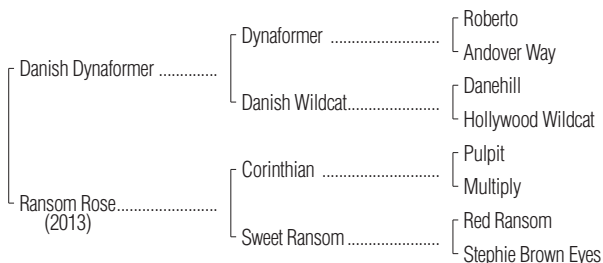 Roberto
Dynaformer ......................
Andover Way
Danish Dynaformer .............
Danehill
Danish Wildcat...................
Hollywood Wildcat
Pulpit
Corinthian ........................
Multiply
Ransom Rose......................
(2013)
Red Ransom
Sweet Ransom ...................
Stephie Brown Eyes